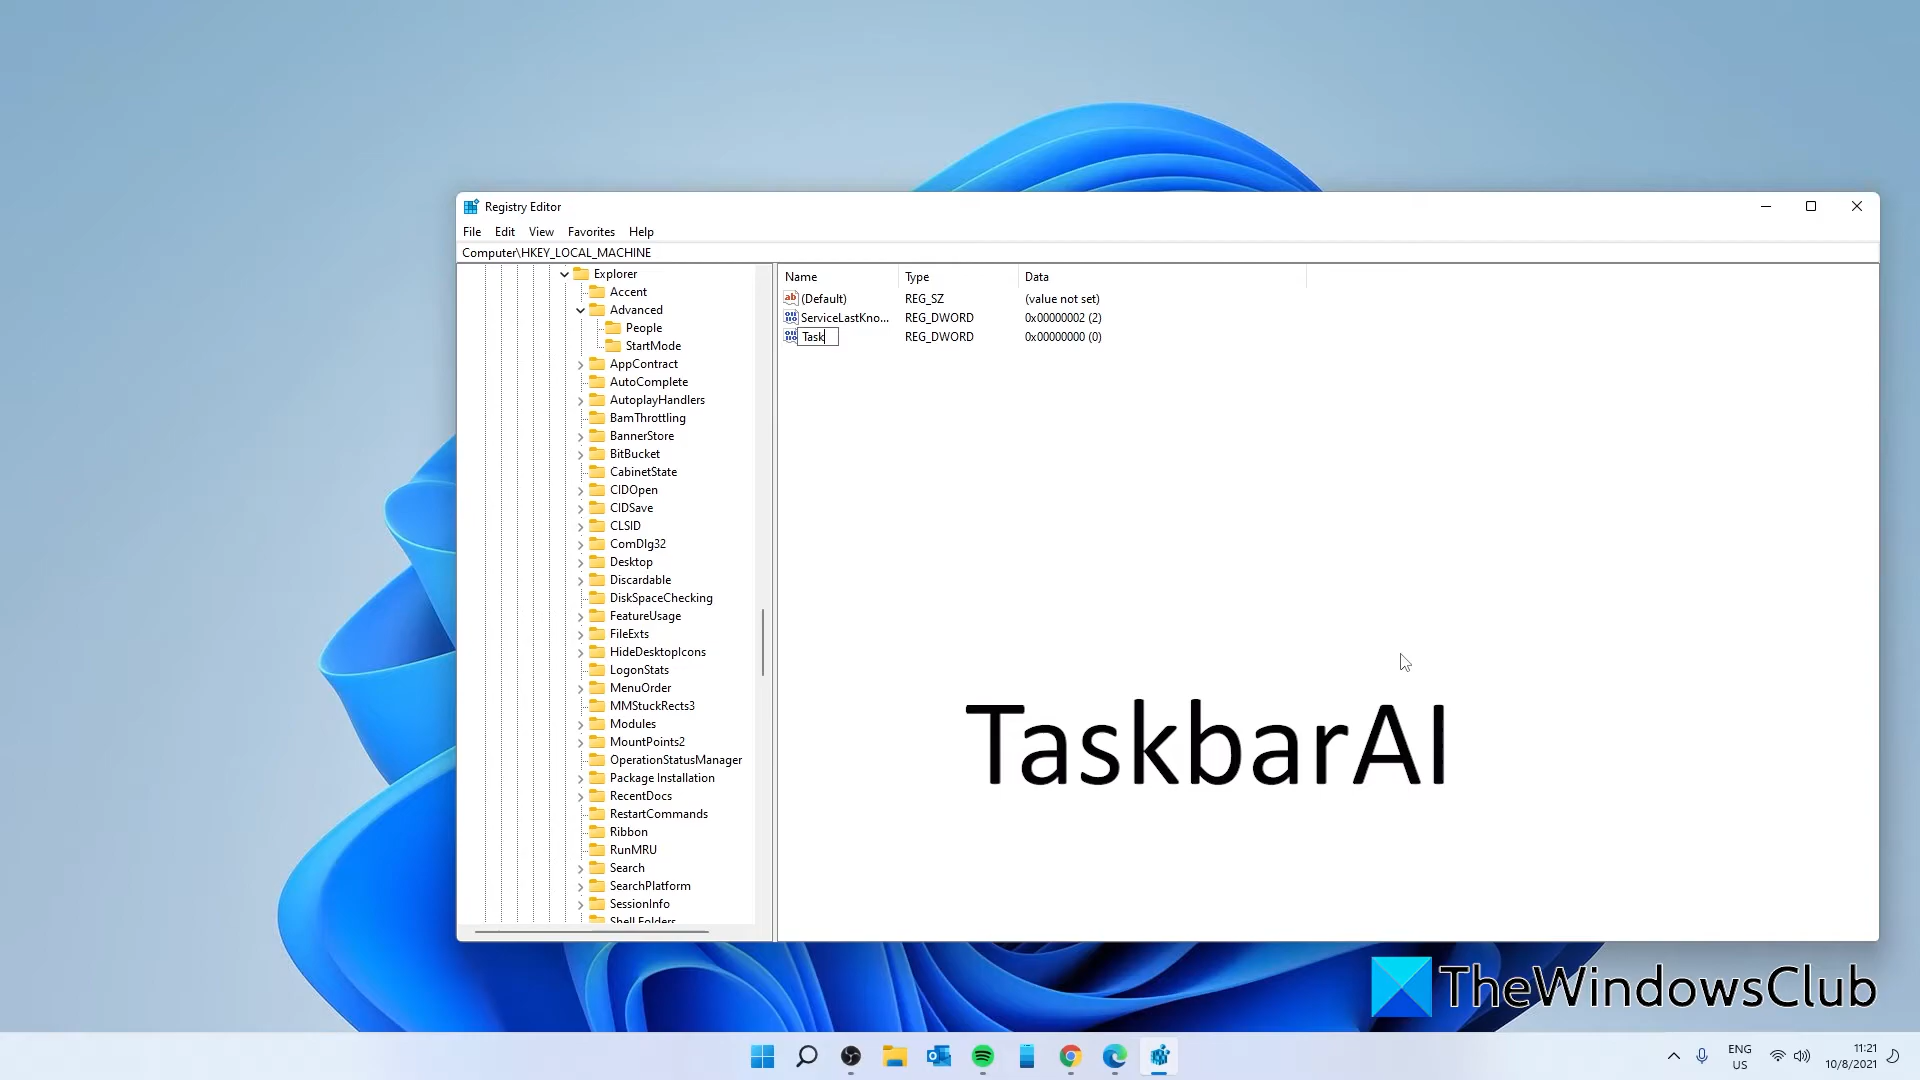 Registry Editor
File Edit View Favorites Help
Computer\HKEY_LOCAL_MACHINE
Explorer
Accent
Advanced
People
StartMode
AppContract
AutoComplete
AutoplayHandlers
BamThrottling
BannerStore
BitBucket
CabinetState
CIDOpen
CIDSave
CLSID
ComDlg32
Desktop
Discardable
DiskSpaceChecking
FeatureUsage
FileExts
HideDesktopIcons
LogonStats
MenuOrder
MMStuckRects3
Modules
MountPoints2
OperationStatusManager
Package Installation
RecentDocs
RestartCommands
Ribbon
RunMRU
Search
SearchPlatform
SessionInfo
Shell Folders
Name Type Data
(Default) REG_SZ (value not set)
ServiceLastKno... REG_DWORD 0x00000002 (2)
Task REG_DWORD 0x00000000 (0)
TaskbarAl
TheWindowsClub
ENG
US
11:21
10/8/2021